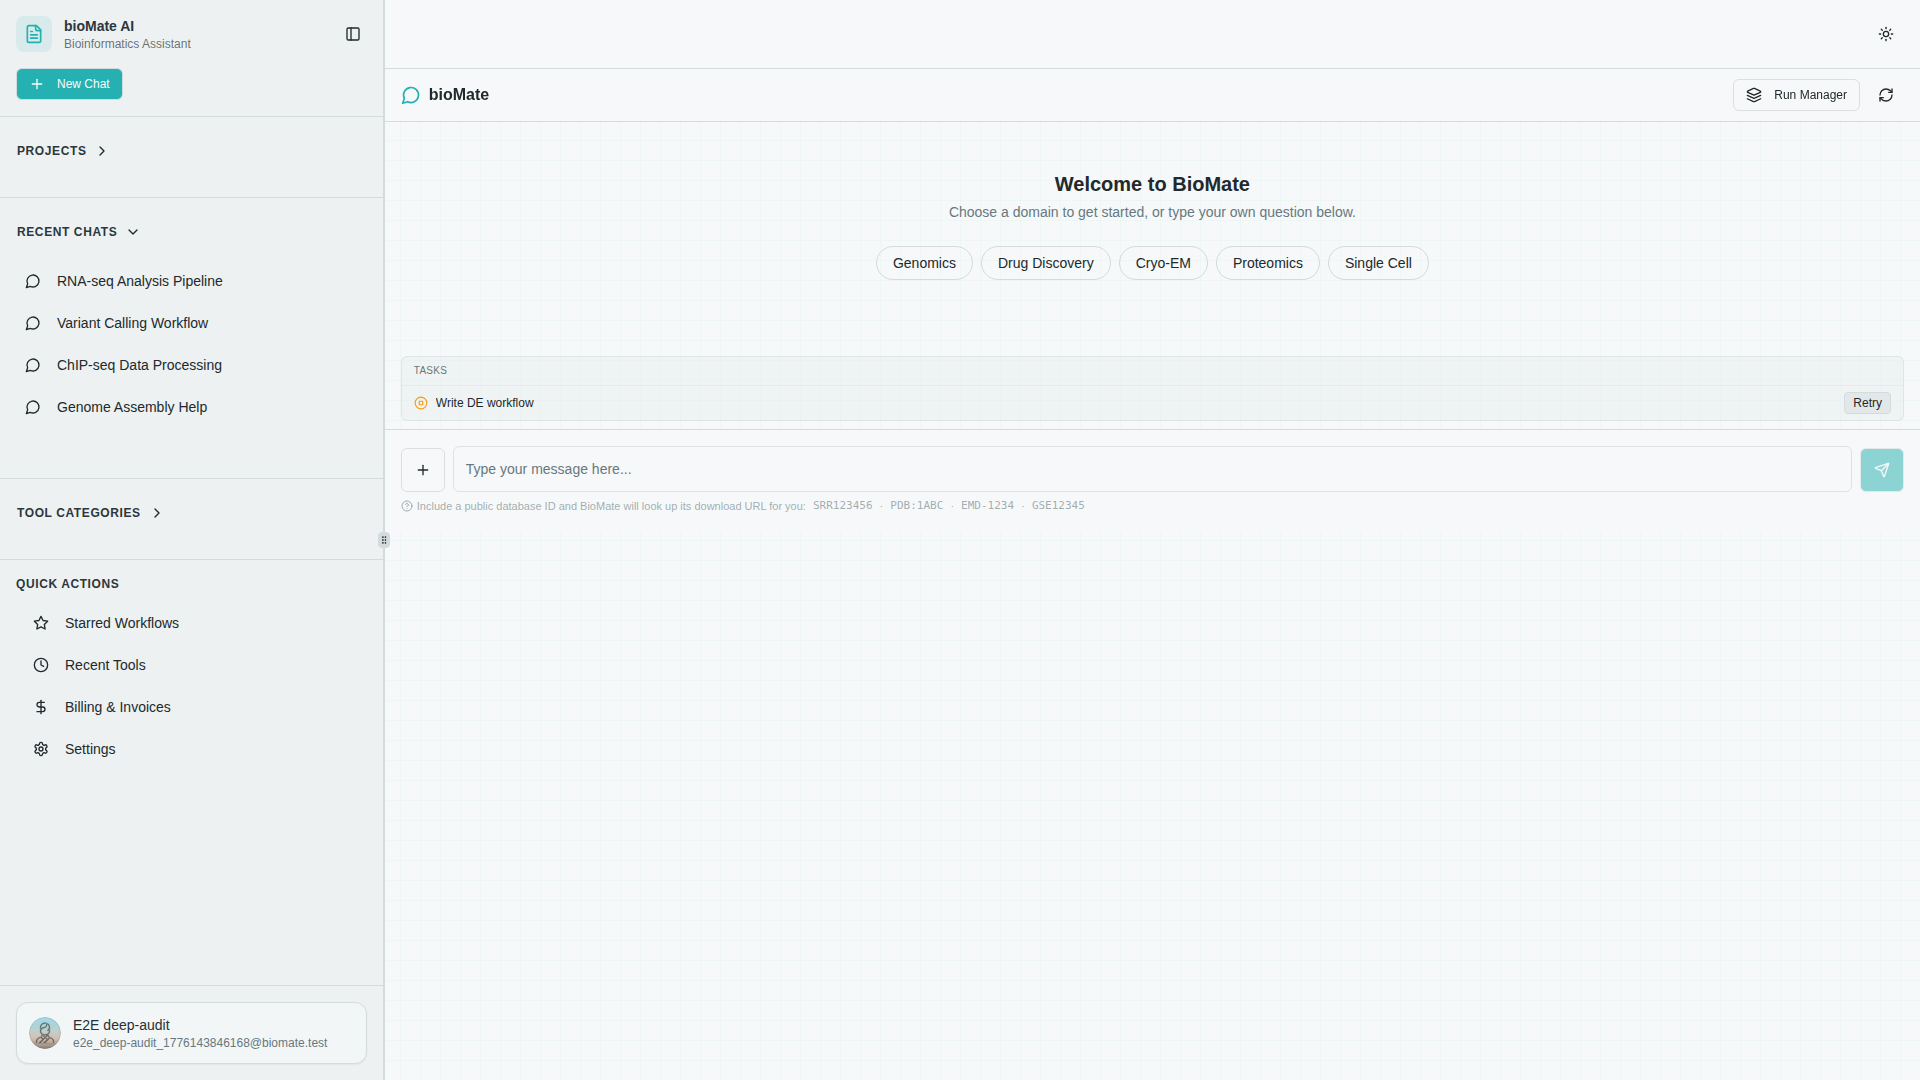 bioMate AI
Bioinformatics Assistant
New Chat
PROJECTS
RECENT CHATS
RNA-seq Analysis Pipeline
Variant Calling Workflow
ChIP-seq Data Processing
Genome Assembly Help
TOOL CATEGORIES
QUICK ACTIONS
Starred Workflows
Recent Tools
Billing & Invoices
Settings
E2E deep-audit
e2e_deep-audit_1776143846168@biomate.test
bioMate
Run Manager
Welcome to BioMate
Choose a domain to get started, or type your own question below.
Genomics Drug Discovery Cryo-EM Proteomics Single Cell
TASKS
Write DE workflow Retry
Type your message here...
Include a public database ID and BioMate will look up its download URL for you: SRR123456 · PDB:1ABC · EMD-1234 · GSE12345